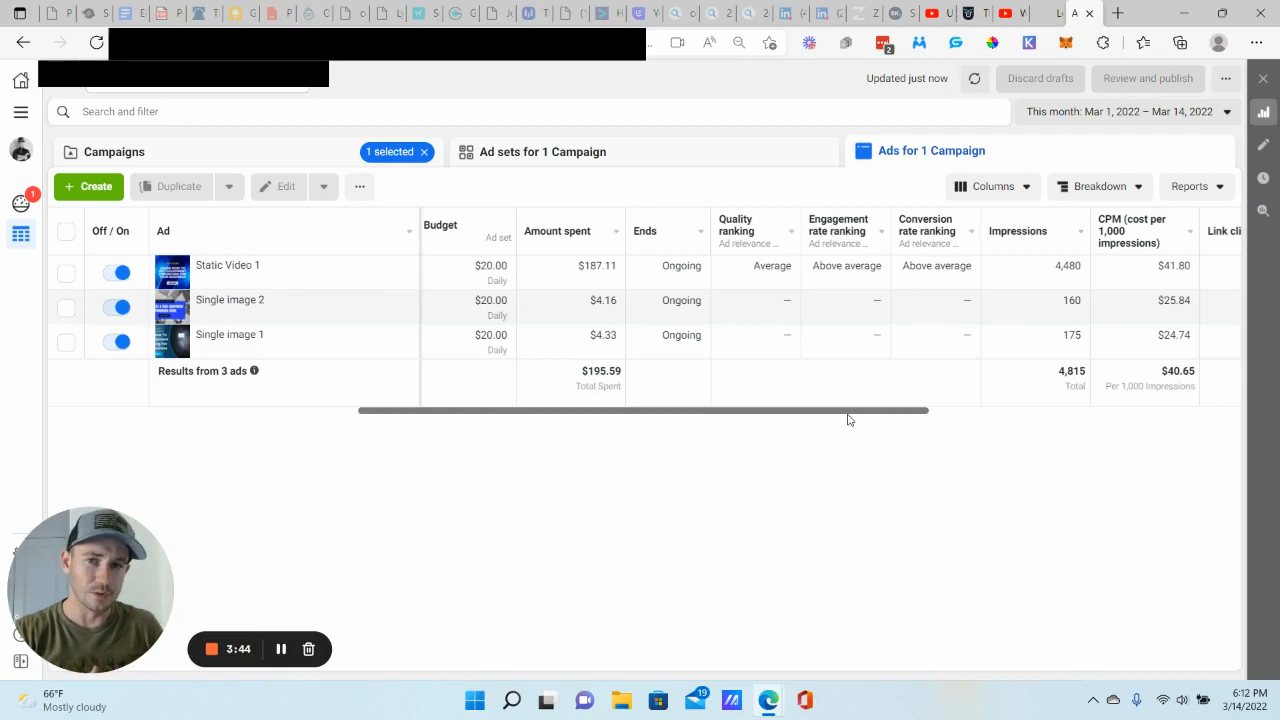 2
Updated just now
Discard drafts
Review and publish
Search and filter
This month: Mar 1, 2022 – Mar 14, 2022
Campaigns
1 selected
Ad sets for 1 Campaign
Ads for 1 Campaign
1
+ Create
Duplicate
Edit
Columns
Breakdown
Reports
Off / On
Ad
Budget
Ad set
Amount spent
Ends
Quality
ranking
Ad relevance ...
Engagement
rate ranking
Ad relevance ...
Conversion
rate ranking
Ad relevance ...
Impressions
CPM (cost per
1,000
impressions)
Link cli
Static Video 1
$20.00
Daily
$187.11
Ongoing
Average
Above average
Above average
4,480
$41.80
Single image 2
$20.00
Daily
$4.16
Ongoing
—
—
—
160
$25.84
Single image 1
$20.00
Daily
$4.33
Ongoing
—
—
—
175
$24.74
Results from 3 ads
$195.59
Total Spent
4,815
Total
$40.65
Per 1,000 Impressions
3:44
66°F
Mostly cloudy
19
6:12 PM
3/14/2022